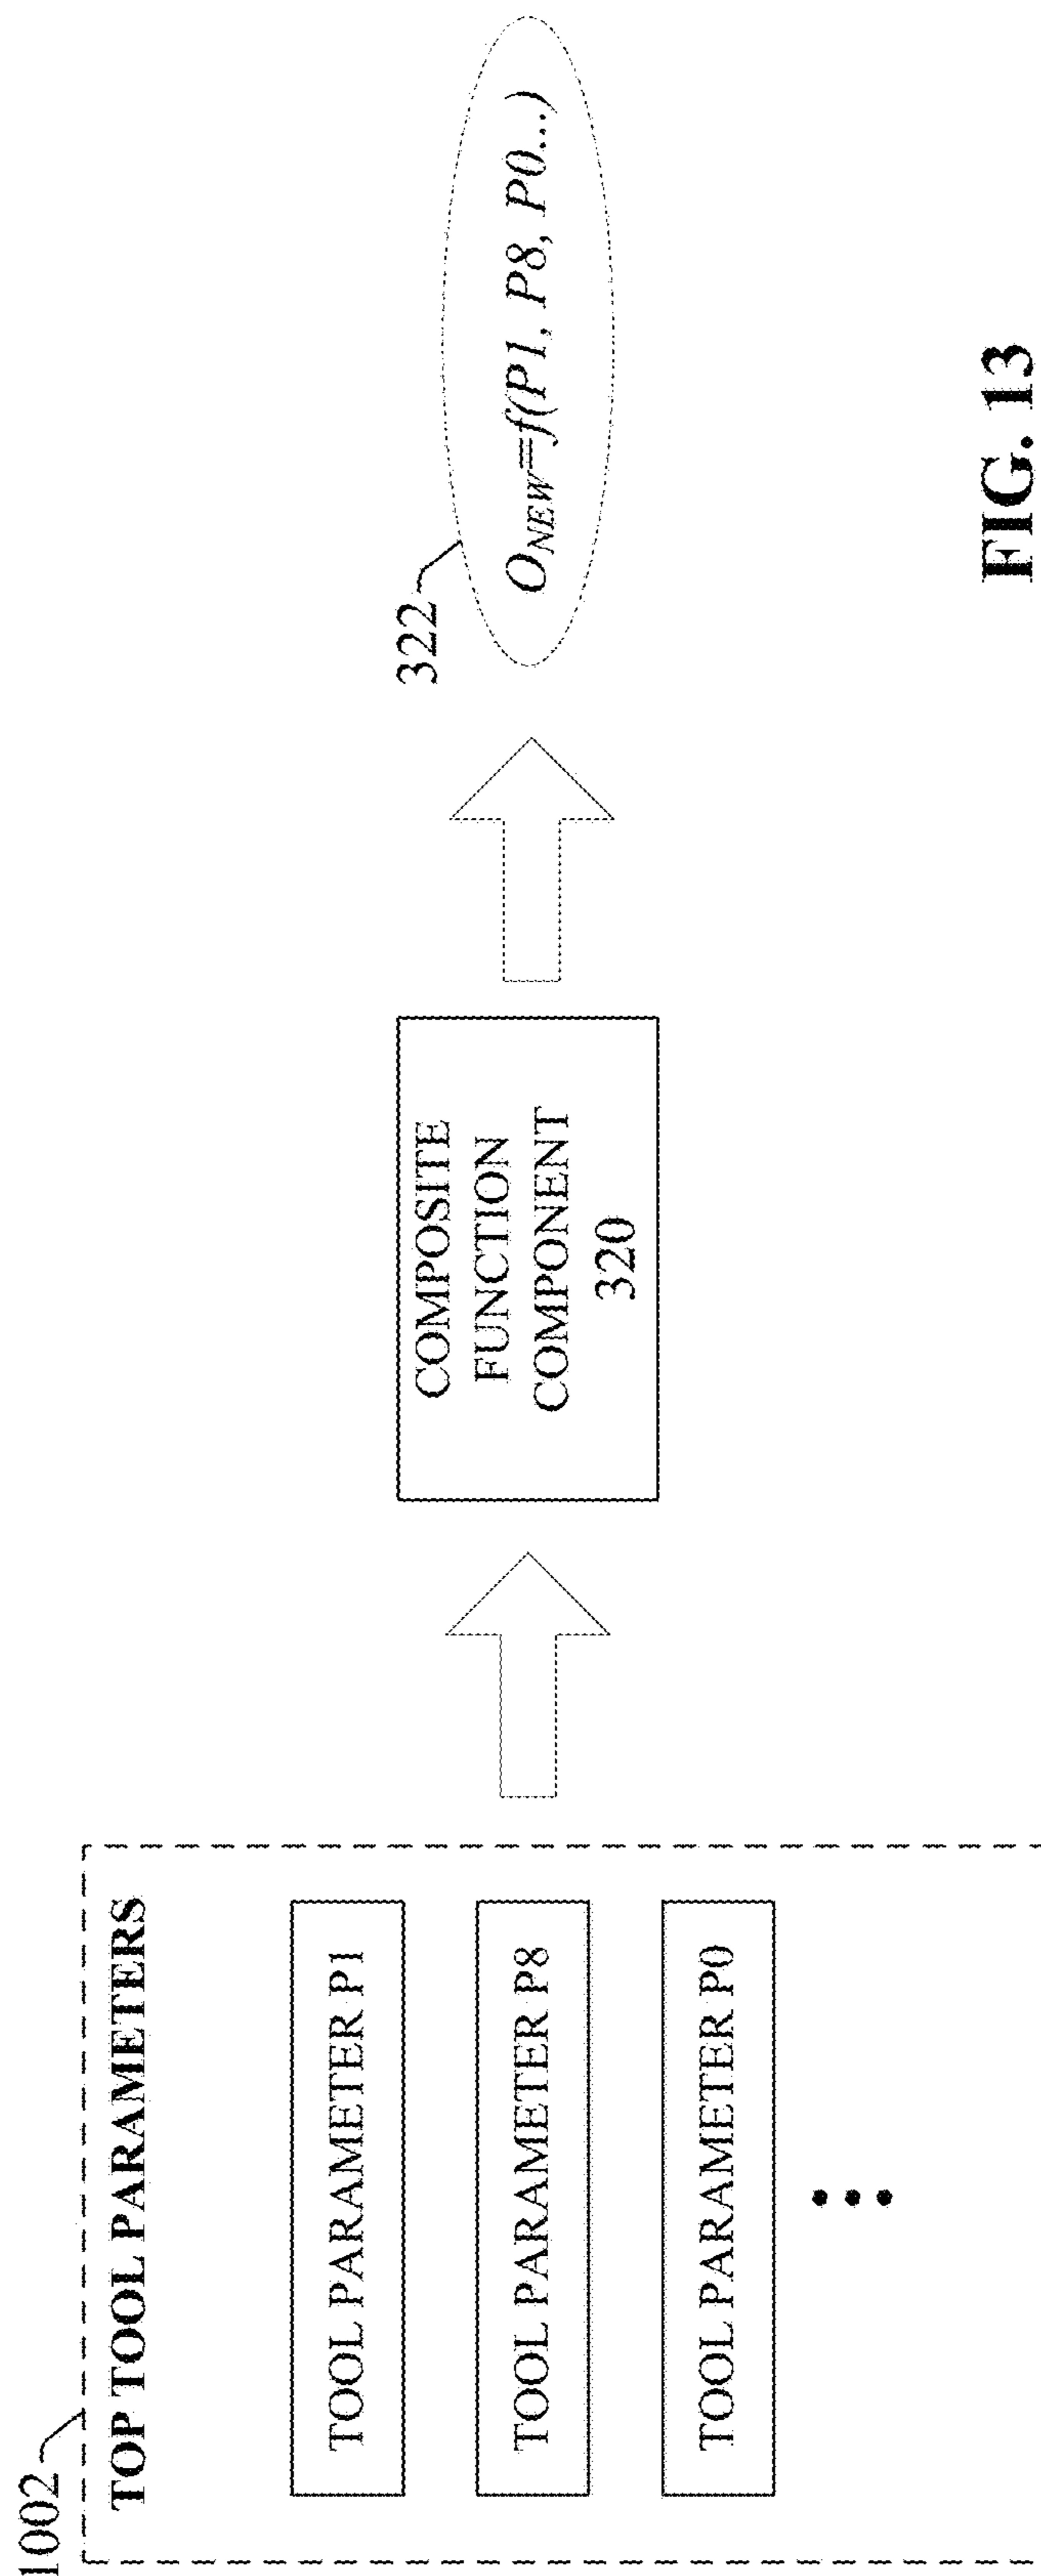 1002
TOP TOOL PARAMETERS
TOOL PARAMETER P1
TOOL PARAMETER P8
TOOL PARAMETER P0
COMPOSITE
FUNCTION
COMPONENT
320
322
O_NEW=f(P1, P8, P0...)
FIG. 13